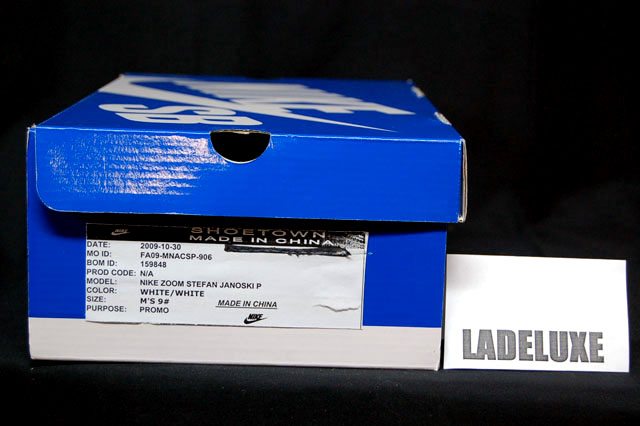 NIKE
SB
SHOETOWN
MADE IN CHINA
DATE: 2009-10-30
MO ID: FA09-MNACSP-906
BOM ID: 159848
PROD CODE: N/A
MODEL: NIKE ZOOM STEFAN JANOSKI P
COLOR: WHITE/WHITE
SIZE: M'S 9#
MADE IN CHINA
PURPOSE: PROMO
NIKE
LADELUXE